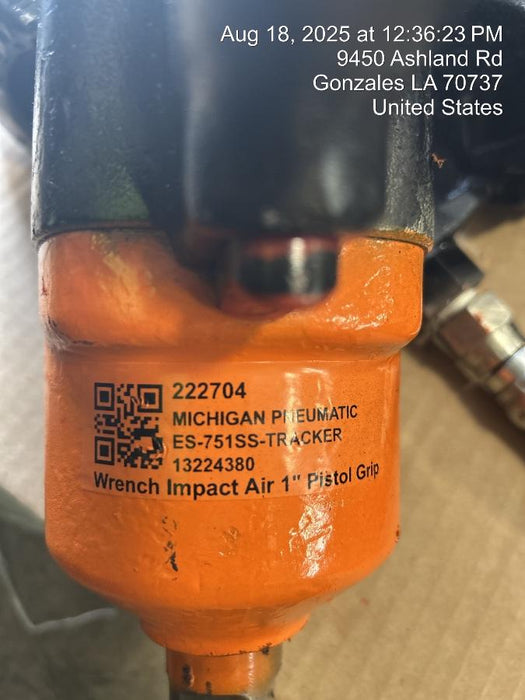 Aug 18, 2025 at 12:36:23 PM
9450 Ashland Rd
Gonzales LA 70737
United States
222704
MICHIGAN PNEUMATIC
ES-751SS-TRACKER
13224380
Wrench Impact Air 1" Pistol Grip